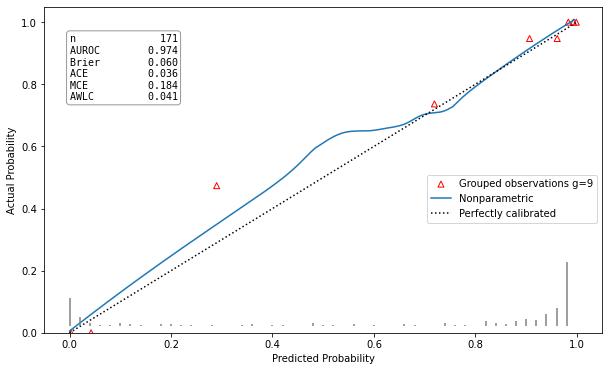 1.0
0.8
0.6
0.4
0.2
0.0
Actual Probability
n 171
AUROC 0.974
Brier 0.060
ACE 0.036
MCE 0.184
AWLC 0.041
Grouped observations g=9
Nonparametric
Perfectly calibrated
0.0 0.2 0.4 0.6 0.8 1.0
Predicted Probability